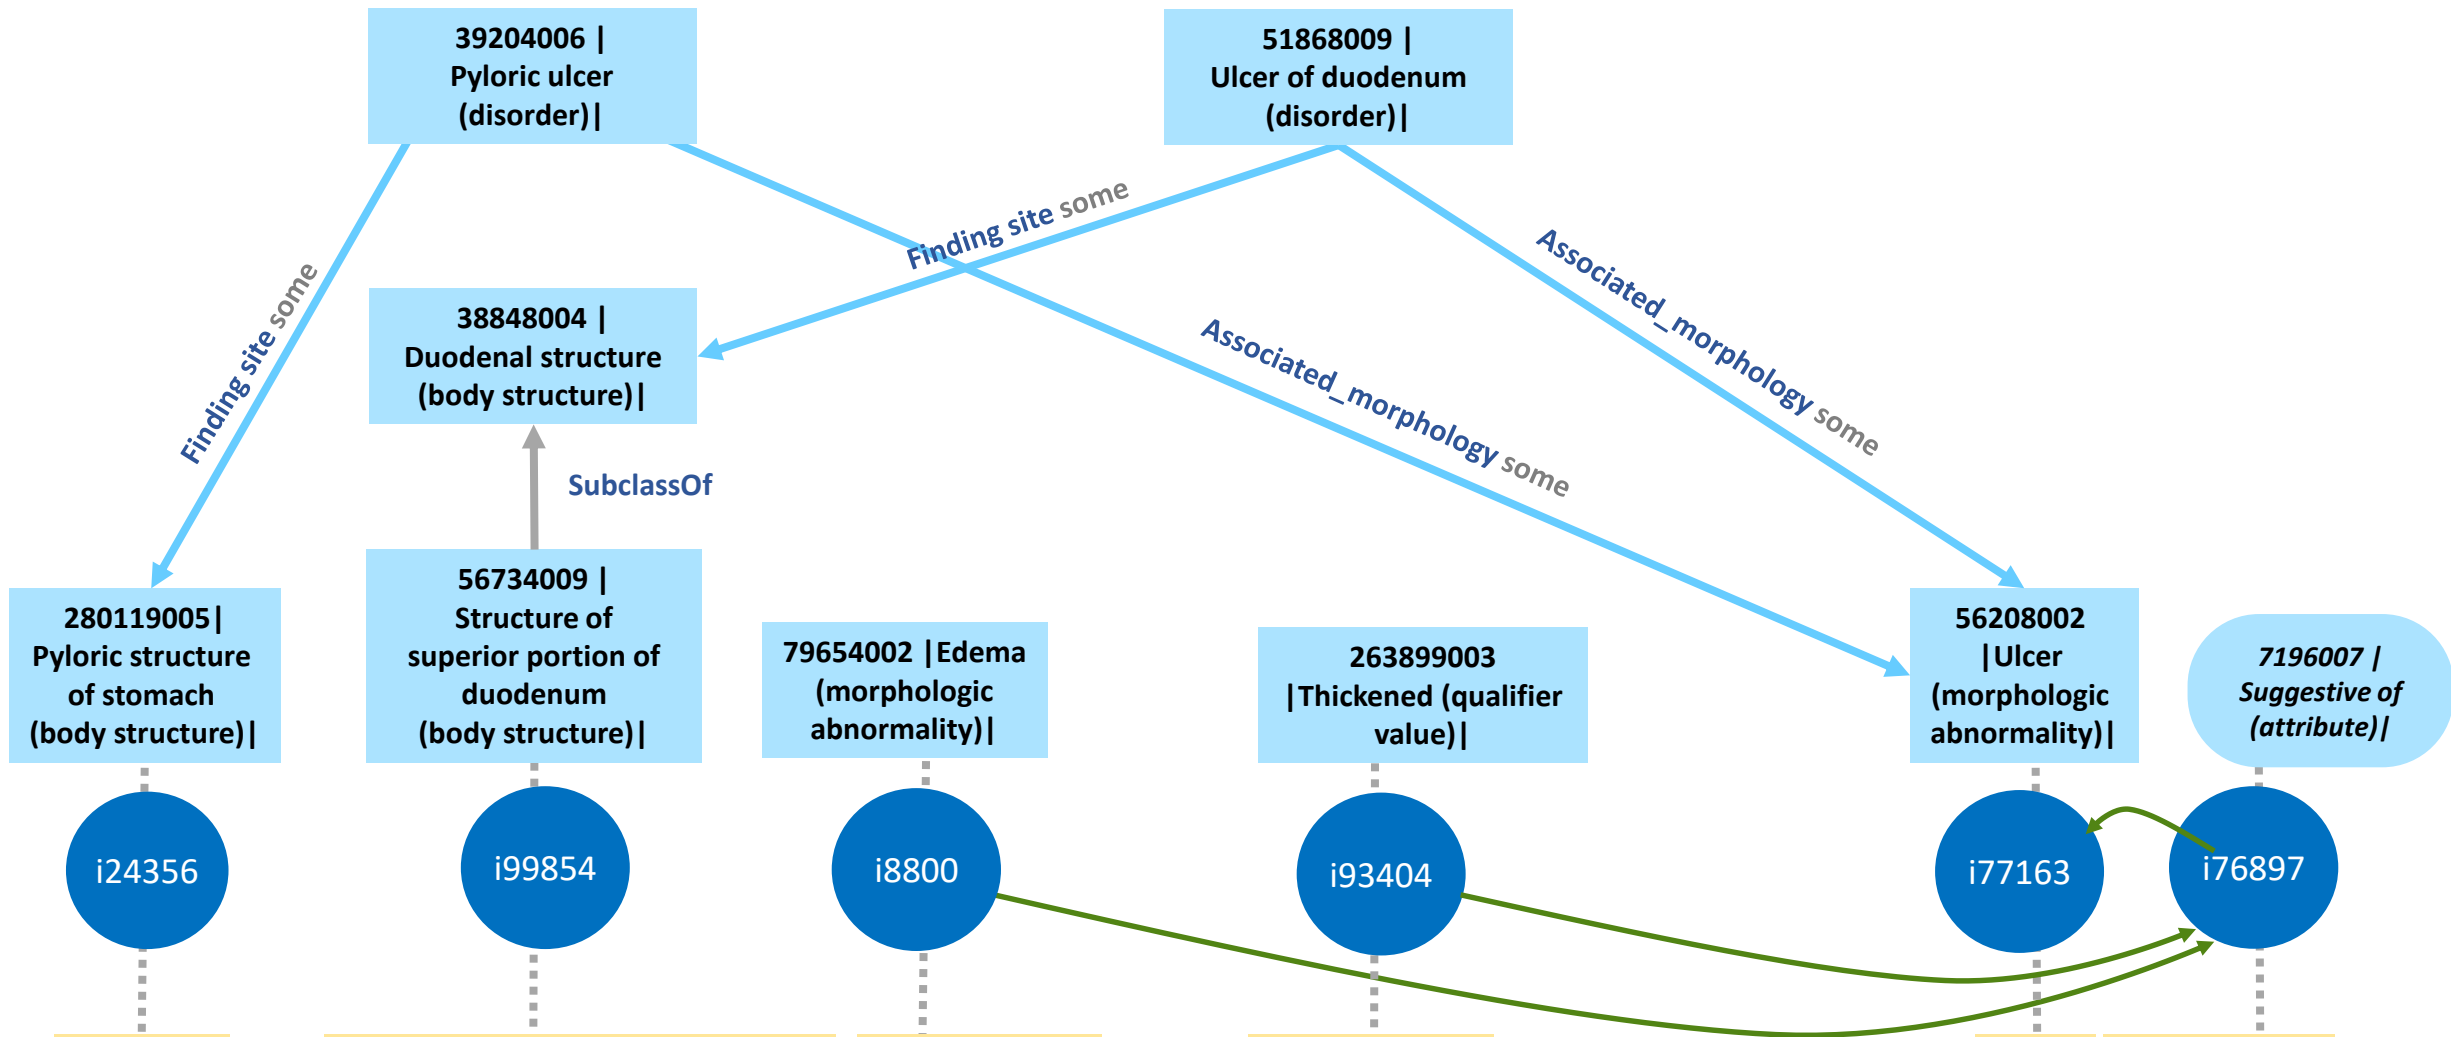 39204006 |
Pyloric ulcer
(disorder)|
51868009 |
Ulcer of duodenum
(disorder)|
Finding site some
Finding site some
Associated_morphology some
Associated_morphology some
38848004 |
Duodenal structure
(body structure)|
SubclassOf
280119005|
Pyloric structure
of stomach
(body structure)|
56734009 |
Structure of
superior portion of
duodenum
(body structure)|
79654002 |Edema
(morphologic
abnormality)|
263899003
|Thickened (qualifier
value)|
56208002
|Ulcer
(morphologic
abnormality)|
7196007 |
Suggestive of
(attribute)|
i24356
i99854
i8800
i93404
i77163
i76897